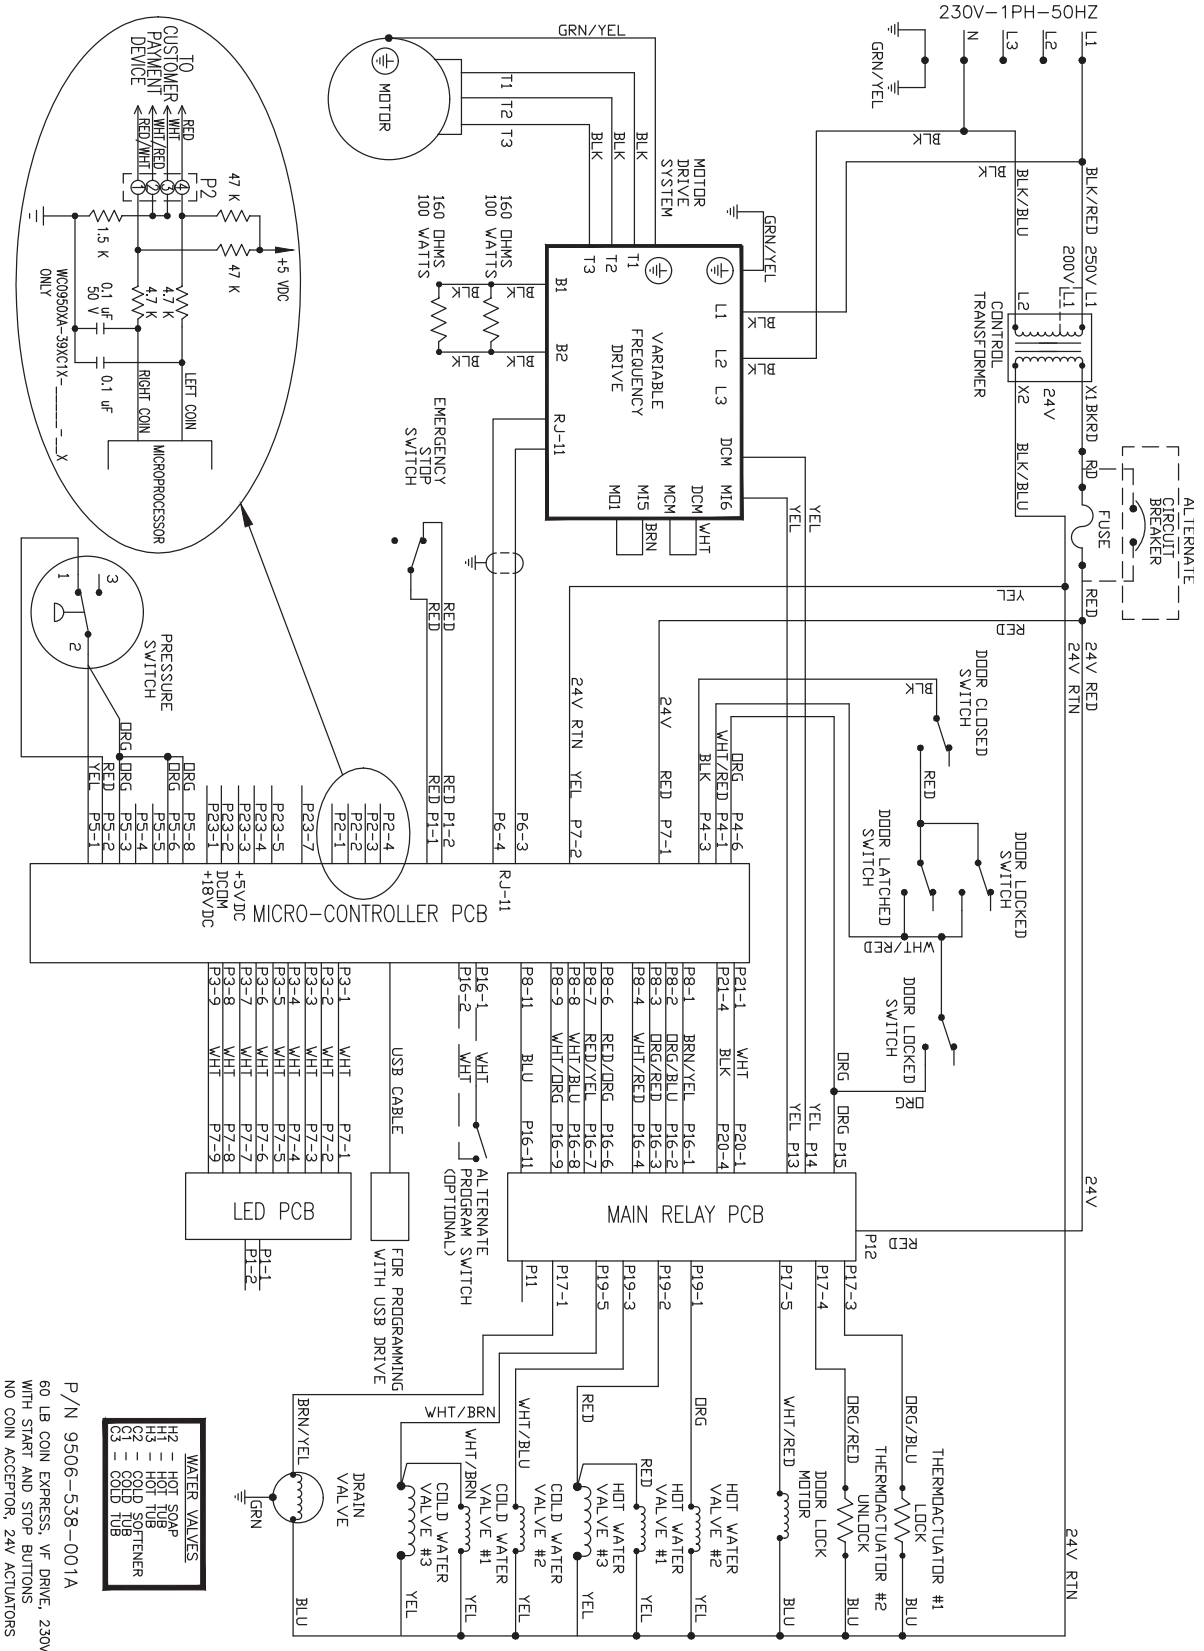 230V-1PH-50HZ
L1
L2
L3
N
GRN/YEL
BLK
BLK
BLK/RED
BLK/BLU
250V L1
200V L1
L2
CONTROL
TRANSFORMER
X1
X2
24V
BKRD
RD
BLK/BLU
ALTERNATE
CIRCUIT
BREAKER
FUSE
RED
24V RED
24V RTN
YEL
RED
24V
24V RTN
GRN/YEL
MOTOR
T1
T2
T3
BLK
BLK
BLK
MOTOR
DRIVE
SYSTEM
GRN/YEL
T1
T2
T3
L1
L2
L3
BLK
BLK
VARIABLE
FREQUENCY
DRIVE
B1
B2
RJ-11
DCM
MI6
DCM
MCM
MI5
MO1
WHT
BRN
YEL
YEL
160 OHMS
100 WATTS
160 OHMS
100 WATTS
BLK
BLK
BLK
BLK
EMERGENCY
STOP
SWITCH
RED
RED
RED P1-2
RED P1-1
TO
CUSTOMER
PAYMENT
DEVICE
RED
WHT
WHT/RED
RED/WHT
P2
4
3
2
1
47 K
47 K
+5 VDC
1.5 K
4.7 K
4.7 K
0.1 uF
50 V
0.1 uF
LEFT COIN
RIGHT COIN
MICROPROCESSOR
WC0950XA-39XC1X-______-__X
ONLY
PRESSURE
SWITCH
3
1
2
ORG
ORG P5-8
ORG P5-6
P5-5
P5-4
ORG P5-3
RED P5-2
YEL P5-1
P23-7
P23-5
P23-4
P23-3
P23-2
P23-1
+5VDC
DCOM
+18VDC
P2-4
P2-3
P2-2
P2-1
P6-3
P6-4
RJ-11
24V RTN YEL P7-2
24V RED P7-1
ORG P4-6
WHT/RED P4-1
BLK P4-3
MICRO-CONTROLLER PCB
DOOR CLOSED
SWITCH
BLK
RED
DOOR LATCHED
SWITCH
DOOR LOCKED
SWITCH
WHT/RED
DOOR LOCKED
SWITCH
ORG
ORG
ORG P15
YEL P14
YEL P13
P21-1 WHT P20-1
P21-4 BLK P20-4
P8-1 BRN/YEL P16-1
P8-2 ORG/BLU P16-2
P8-3 ORG/RED P16-3
P8-4 WHT/RED P16-4
P8-6 RED/ORG P16-6
P8-7 RED/YEL P16-7
P8-8 WHT/BLU P16-8
P8-9 WHT/ORG P16-9
P8-11 BLU P16-11
P16-1 WHT
P16-2 WHT
ALTERNATE
PROGRAM SWITCH
(OPTIONAL)
USB CABLE
FOR PROGRAMMING
WITH USB DRIVE
P3-1 WHT P7-1
P3-2 WHT P7-2
P3-3 WHT P7-3
P3-4 WHT P7-4
P3-5 WHT P7-5
P3-6 WHT P7-6
P3-7 WHT P7-7
P3-8 WHT P7-8
P3-9 WHT P7-9
LED PCB
P1-1
P1-2
MAIN RELAY PCB
P12
RED
24V
P17-3
P17-4
P17-5
P19-1
P19-2
P19-3
P19-5
P17-1
P11
ORG/BLU
THERMOACTUATOR #1
LOCK
BLU
ORG/RED
THERMOACTUATOR #2
UNLOCK
BLU
WHT/RED
DOOR LOCK
MOTOR
BLU
ORG
HOT WATER
VALVE #2
YEL
RED
HOT WATER
VALVE #1
YEL
RED
HOT WATER
VALVE #3
YEL
WHT/BLU
COLD WATER
VALVE #2
YEL
WHT/BRN
COLD WATER
VALVE #1
YEL
WHT/BRN
COLD WATER
VALVE #3
YEL
BRN/YEL
DRAIN
VALVE
GRN
BLU
WATER VALVES
H2 - HOT SOAP
H1 - HOT TUB
H3 - HOT TUB
C2 - COLD SOFTENER
C1 - COLD TUB
C3 - COLD TUB
P/N 9506-538-001A
60 LB COIN EXPRESS, VF DRIVE, 230V
WITH START AND STOP BUTTONS
NO COIN ACCEPTOR, 24V ACTUATORS